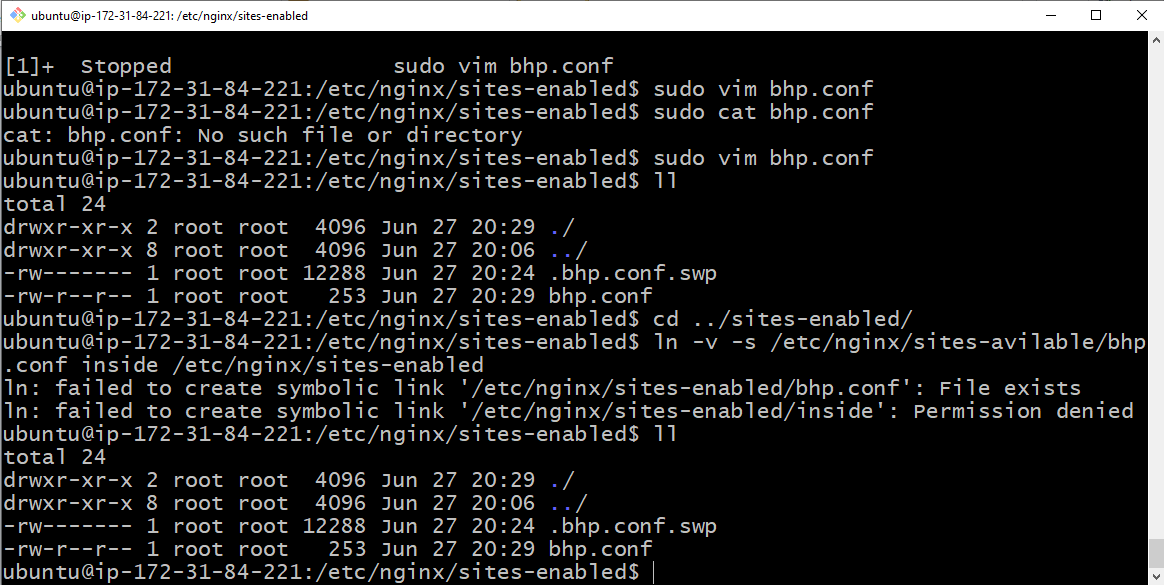 ubuntu@ip-172-31-84-221: /etc/nginx/sites-enabled
[1]+  Stopped                 sudo vim bhp.conf
ubuntu@ip-172-31-84-221:/etc/nginx/sites-enabled$ sudo vim bhp.conf
ubuntu@ip-172-31-84-221:/etc/nginx/sites-enabled$ sudo cat bhp.conf
cat: bhp.conf: No such file or directory
ubuntu@ip-172-31-84-221:/etc/nginx/sites-enabled$ sudo vim bhp.conf
ubuntu@ip-172-31-84-221:/etc/nginx/sites-enabled$ ll
total 24
drwxr-xr-x 2 root root  4096 Jun 27 20:29 ./
drwxr-xr-x 8 root root  4096 Jun 27 20:06 ../
-rw------- 1 root root 12288 Jun 27 20:24 .bhp.conf.swp
-rw-r--r-- 1 root root   253 Jun 27 20:29 bhp.conf
ubuntu@ip-172-31-84-221:/etc/nginx/sites-enabled$ cd ../sites-enabled/
ubuntu@ip-172-31-84-221:/etc/nginx/sites-enabled$ ln -v -s /etc/nginx/sites-avilable/bhp
.conf inside /etc/nginx/sites-enabled
ln: failed to create symbolic link '/etc/nginx/sites-enabled/bhp.conf': File exists
ln: failed to create symbolic link '/etc/nginx/sites-enabled/inside': Permission denied
ubuntu@ip-172-31-84-221:/etc/nginx/sites-enabled$ ll
total 24
drwxr-xr-x 2 root root  4096 Jun 27 20:29 ./
drwxr-xr-x 8 root root  4096 Jun 27 20:06 ../
-rw------- 1 root root 12288 Jun 27 20:24 .bhp.conf.swp
-rw-r--r-- 1 root root   253 Jun 27 20:29 bhp.conf
ubuntu@ip-172-31-84-221:/etc/nginx/sites-enabled$